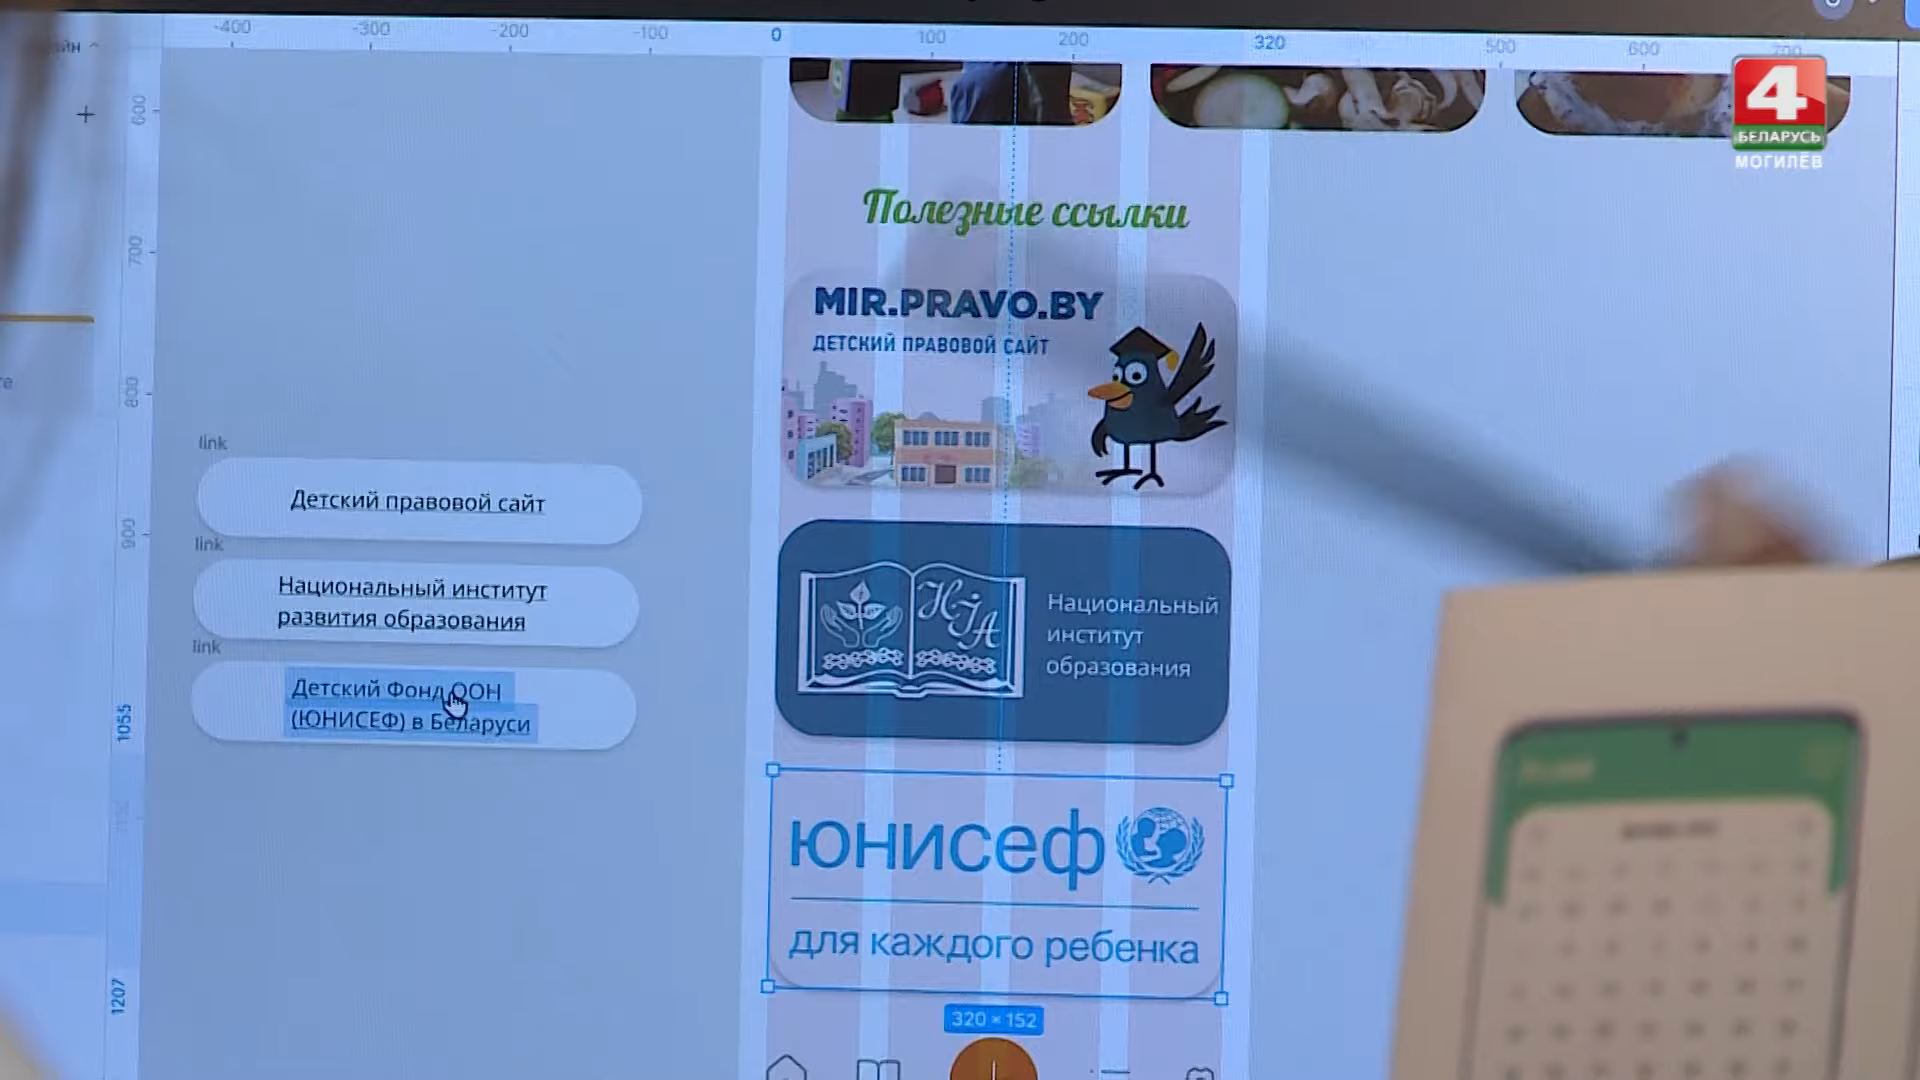 -400
-300
-200
-100
0
100
200
320
500
600
700
4
БЕЛАРУСЬ
МОГИЛЁВ
600
700
800
900
1055
1207
Полезные ссылки
MIR.PRAVO.BY
ДЕТСКИЙ ПРАВОВОЙ САЙТ
link
Детский правовой сайт
link
Национальный институт
развития образования
link
Детский Фонд ООН
(ЮНИСЕФ) в Беларуси
НІА
Национальный
институт
образования
юнисеф
для каждого ребенка
320 × 152